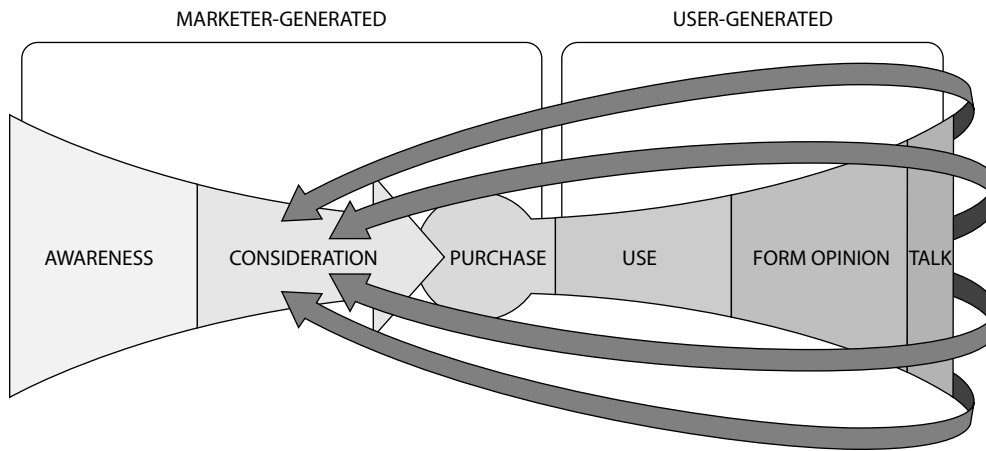 MARKETER-GENERATED
USER-GENERATED
AWARENESS
CONSIDERATION
PURCHASE
USE
FORM OPINION
TALK